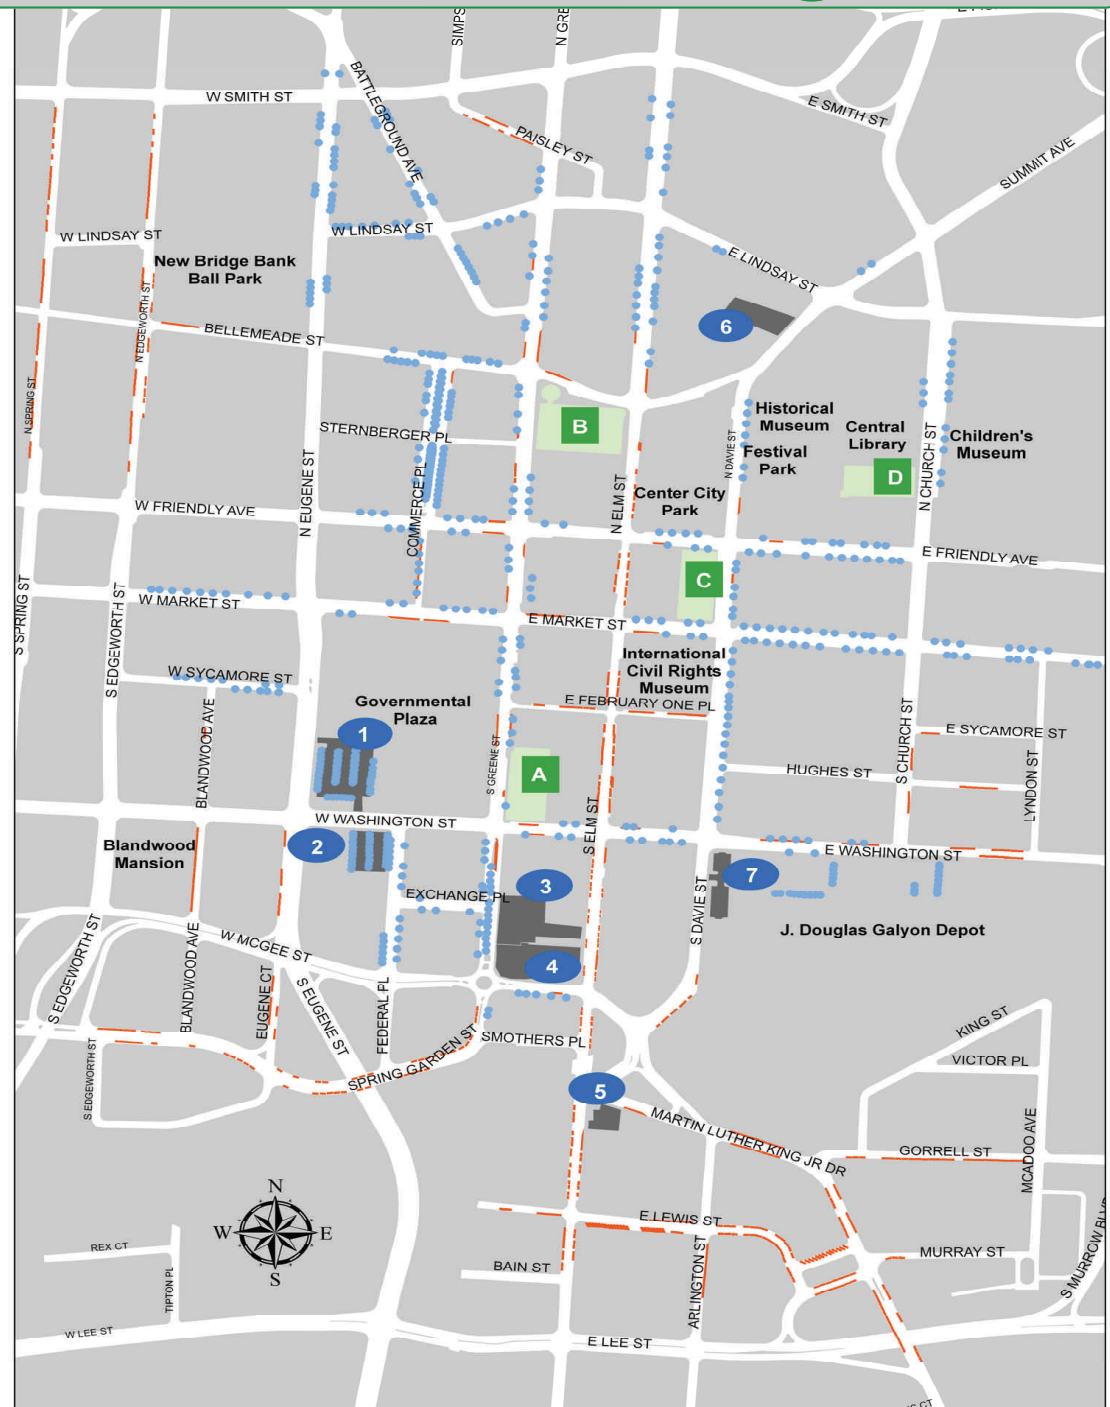 SIMPS
N GRE
BATTLEGROUND AVE
W SMITH ST
E SMITH ST
PAISLEY ST
SUMMIT AVE
W LINDSAY ST
W LINDSAY ST
E LINDSAY ST
New Bridge Bank
Ball Park
N EDGEWORTH ST
6
BELLEMEADE ST
N SPRING ST
STERNBERGER PL
B
Historical
Museum
Festival
Park
Central
Library
Children's
Museum
D
N DAVIE ST
N CHURCH ST
N EUGENE ST
COMMERCE PL
N ELM ST
Center City
Park
W FRIENDLY AVE
E FRIENDLY AVE
C
S SPRING ST
S EDGEWORTH ST
W MARKET ST
E MARKET ST
International
Civil Rights
Museum
W SYCAMORE ST
BLANDWOOD AVE
Governmental
Plaza
E FEBRUARY ONE PL
S CHURCH ST
E SYCAMORE ST
1
S GREENE ST
A
HUGHES ST
LYNDON ST
S ELM ST
W WASHINGTON ST
Blandwood
Mansion
2
E WASHINGTON ST
3
7
EXCHANGE PL
S DAVIE ST
J. Douglas Galyon Depot
S EDGEWORTH ST
BLANDWOOD AVE
W MCGEE ST
4
EUGENE CT
S EUGENE ST
FEDERAL PL
KING ST
SMOTHERS PL
VICTOR PL
S EDGEWORTH ST
SPRING GARDEN ST
5
MARTIN LUTHER KING JR DR
MCADOO AVE
GORRELL ST
N
W
E
S
E LEWIS ST
ARLINGTON ST
MURRAY ST
S MURROW BLV
REX CT
TIPTON PL
BAIN ST
W LEE ST
E LEE ST